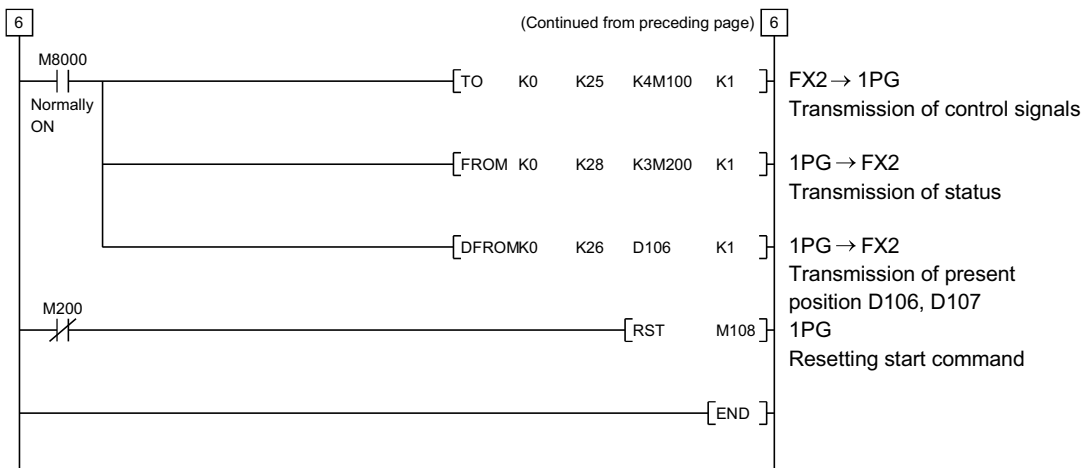 6 (Continued from preceding page) 6
M8000
Normally
ON
TO K0 K25 K4M100 K1
FX2 → 1PG
Transmission of control signals
FROM K0 K28 K3M200 K1
1PG → FX2
Transmission of status
DFROMK0 K26 D106 K1
1PG → FX2
Transmission of present
position D106, D107
M200
RST M108
1PG
Resetting start command
END